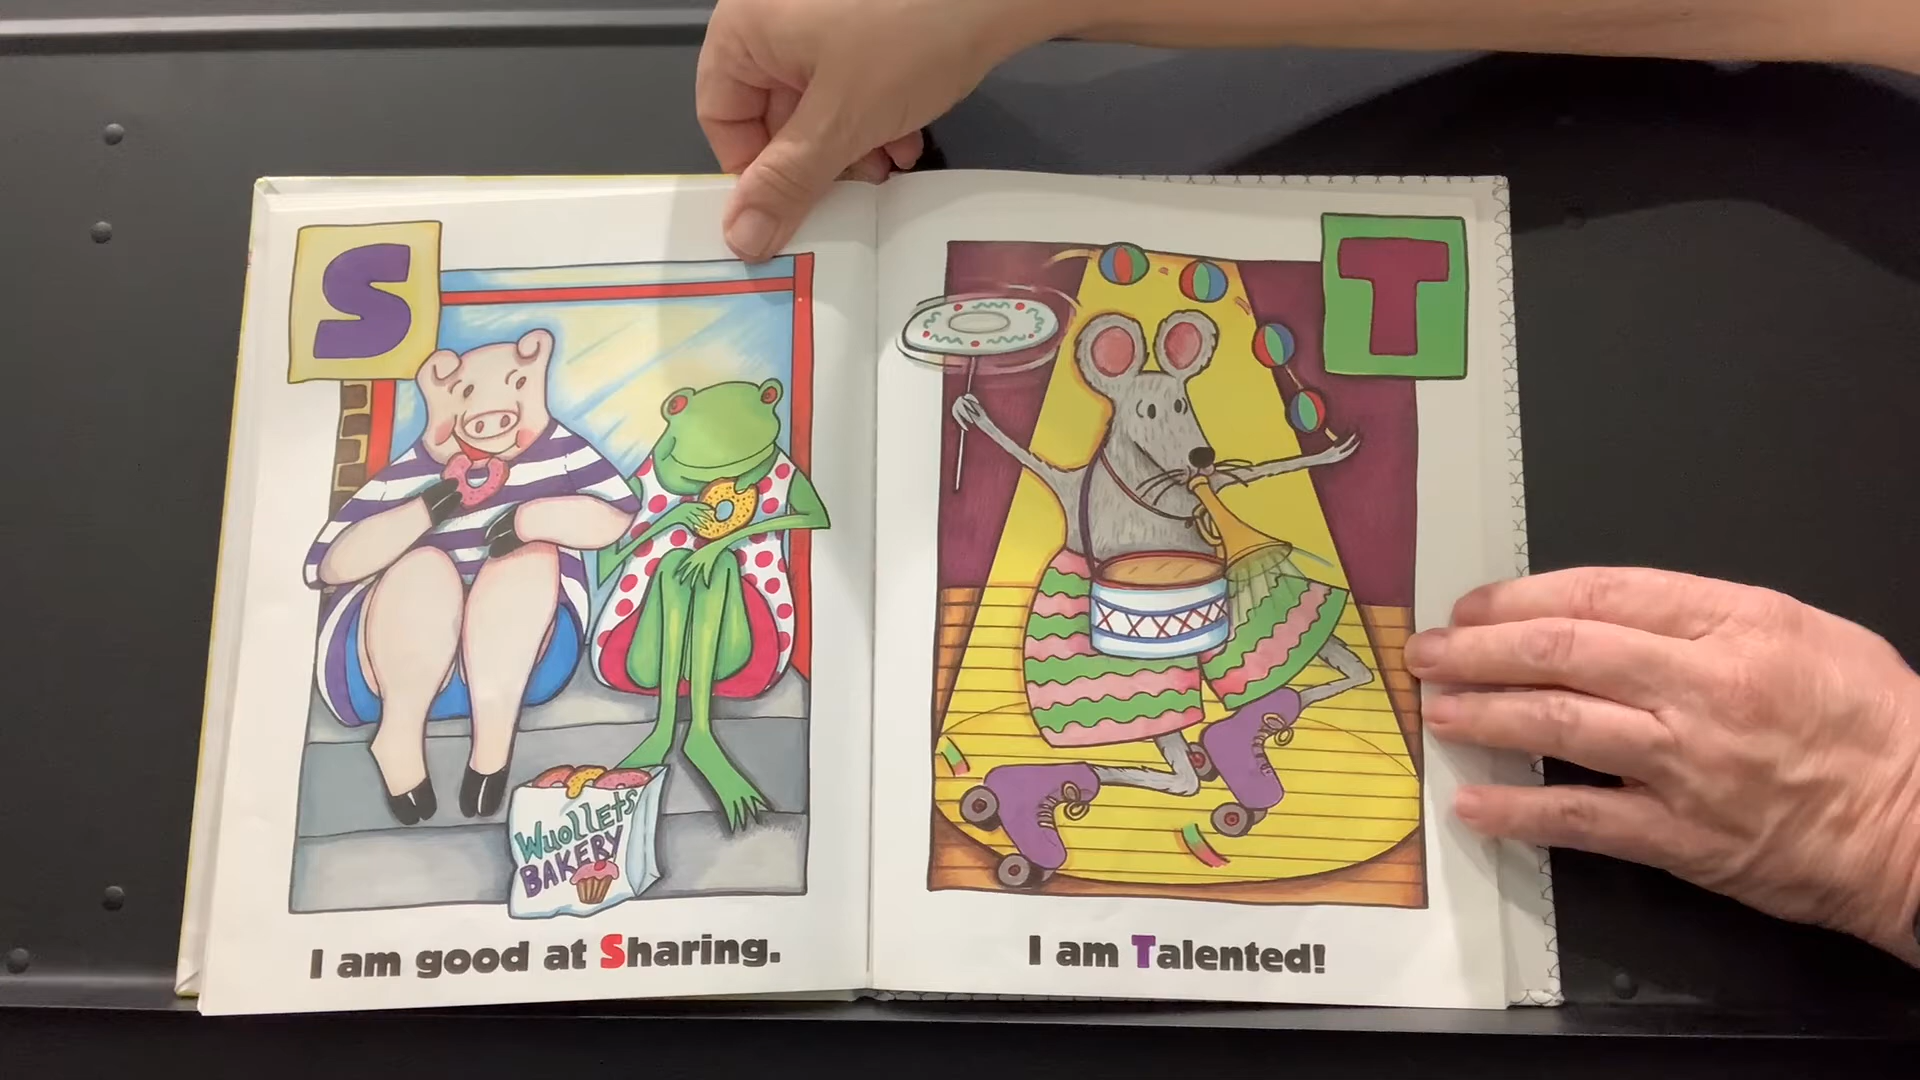 S
Wuollets
BAKERY
I am good at Sharing.
T
I am Talented!